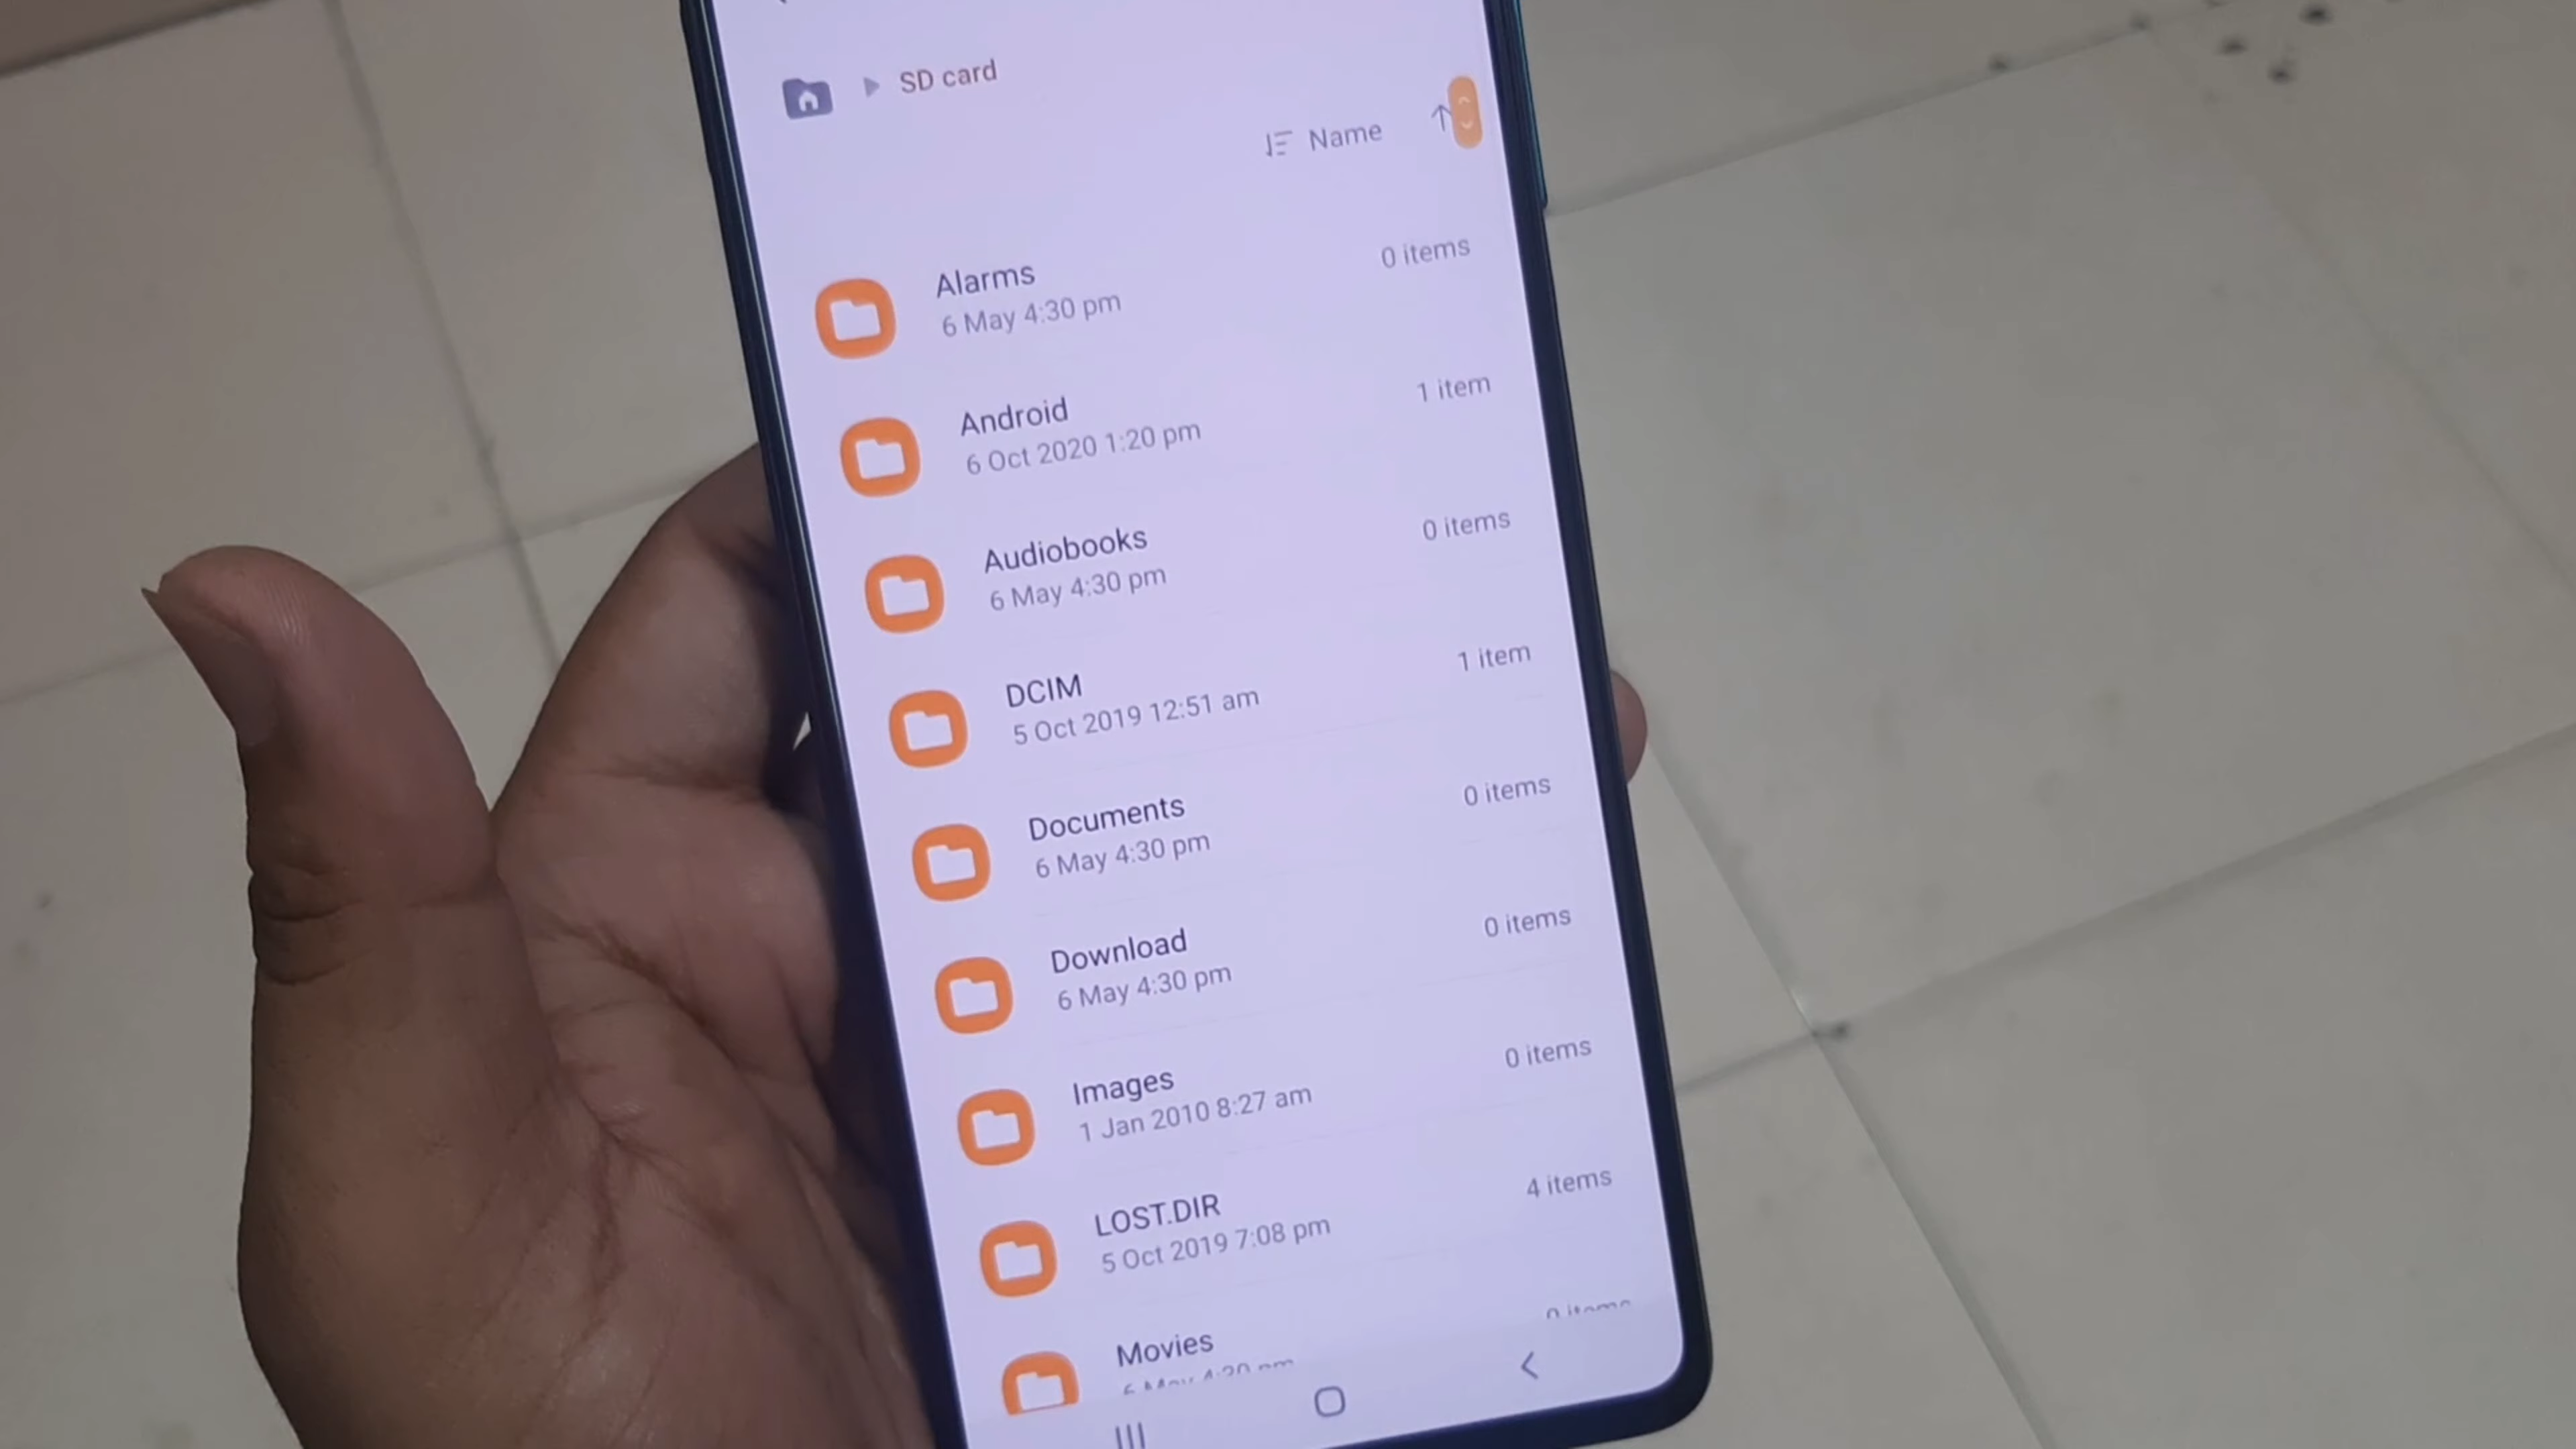 SD card
Name
Alarms
6 May 4:30 pm
0 items
Android
6 Oct 2020 1:20 pm
1 item
Audiobooks
6 May 4:30 pm
0 items
DCIM
5 Oct 2019 12:51 am
1 item
Documents
6 May 4:30 pm
0 items
Download
6 May 4:30 pm
0 items
Images
1 Jan 2010 8:27 am
0 items
LOST.DIR
5 Oct 2019 7:08 pm
4 items
Movies